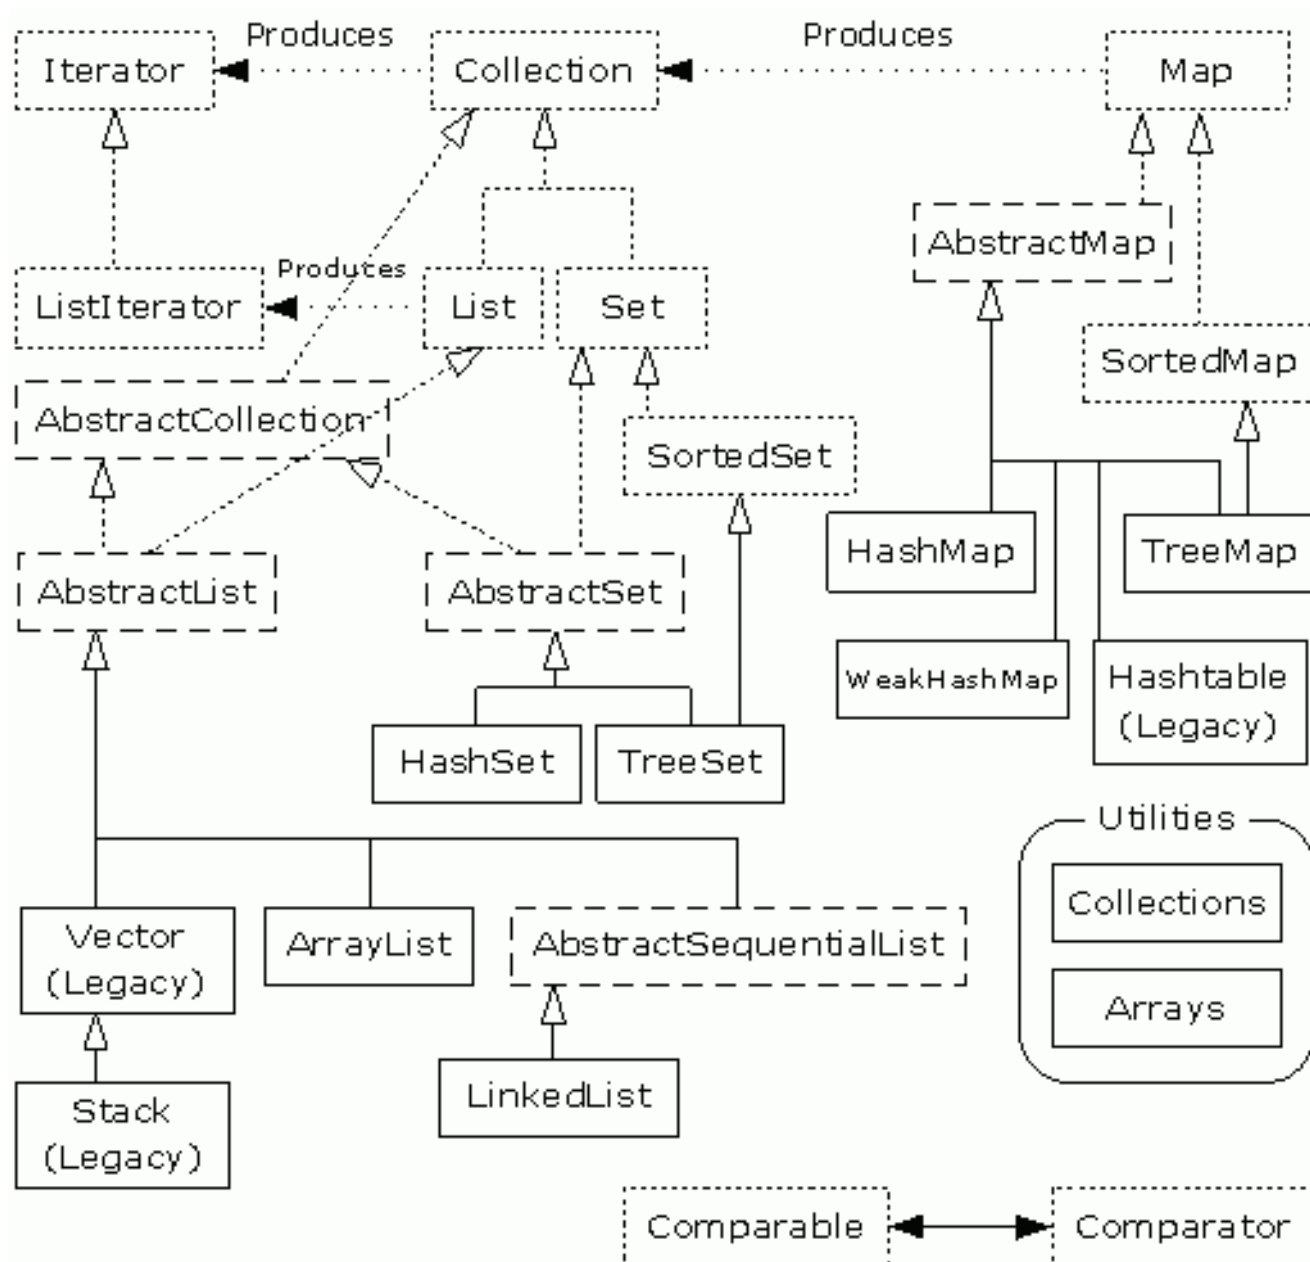 Produces
Produces
Iterator
Collection
Map
AbstractMap
Produces
ListIterator
List
Set
SortedMap
AbstractCollection
SortedSet
HashMap
TreeMap
AbstractList
AbstractSet
WeakHashMap
Hashtable
(Legacy)
HashSet
TreeSet
Utilities
Collections
Vector
(Legacy)
ArrayList
AbstractSequentialList
Arrays
LinkedList
Stack
(Legacy)
Comparable
Comparator